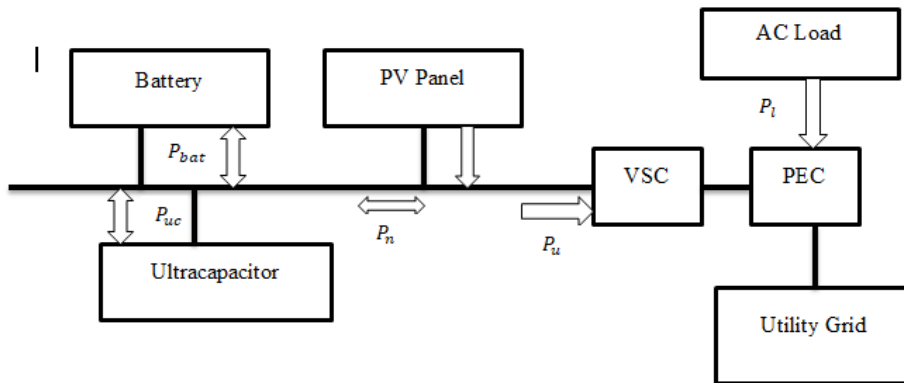 AC Load
Battery
PV Panel
P_l
P_bat
VSC
PEC
P_uc
P_n
P_u
Ultracapacitor
Utility Grid